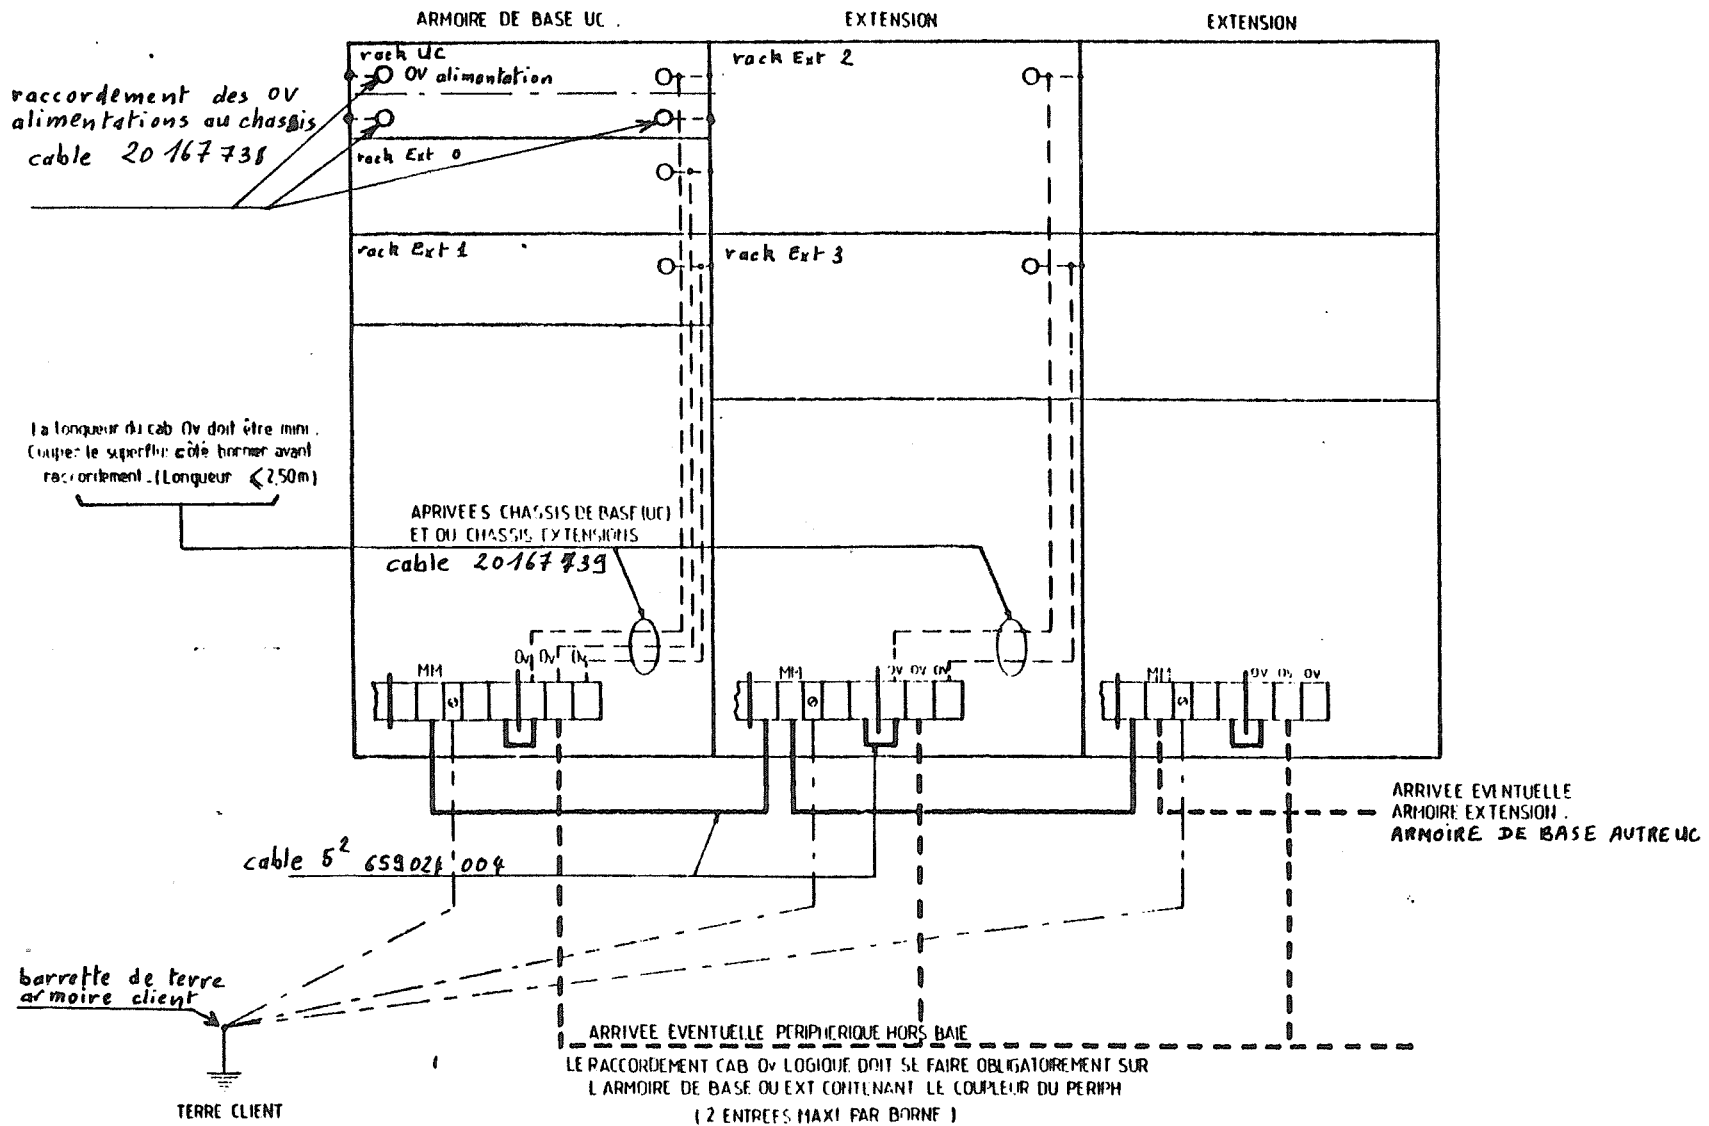 ARMOIRE DE BASE UC .
EXTENSION
EXTENSION
rack UC
OV alimentation
rack Ext 2
raccordement des OV
alimentations au chassis
cable 20 167 738
rack Ext 0
rack Ext 1
rack Ext 3
La longueur du cab 0v doit être mini .
Coupez le superflu côté bornier avant
raccordement . (Longueur < 2,50m)
ARRIVEES CHASSIS DE BASE (UC)
ET OU CHASSIS EXTENSIONS
cable 20167739
MM
0v 0v 0v
MM
0V 0V 0V
MM
0V 0V 0V
ARRIVEE EVENTUELLE
ARMOIRE EXTENSION .
ARMOIRE DE BASE AUTRE UC
cable 5² 004
barrette de terre
armoire client
ARRIVEE EVENTUELLE PERIPHERIQUE HORS BAIE
LE RACCORDEMENT CAB 0v LOGIQUE DOIT SE FAIRE OBLIGATOIREMENT SUR
L ARMOIRE DE BASE OU EXT CONTENANT LE COUPLEUR DU PERIPH
( 2 ENTREES MAXI PAR BORNE )
TERRE CLIENT